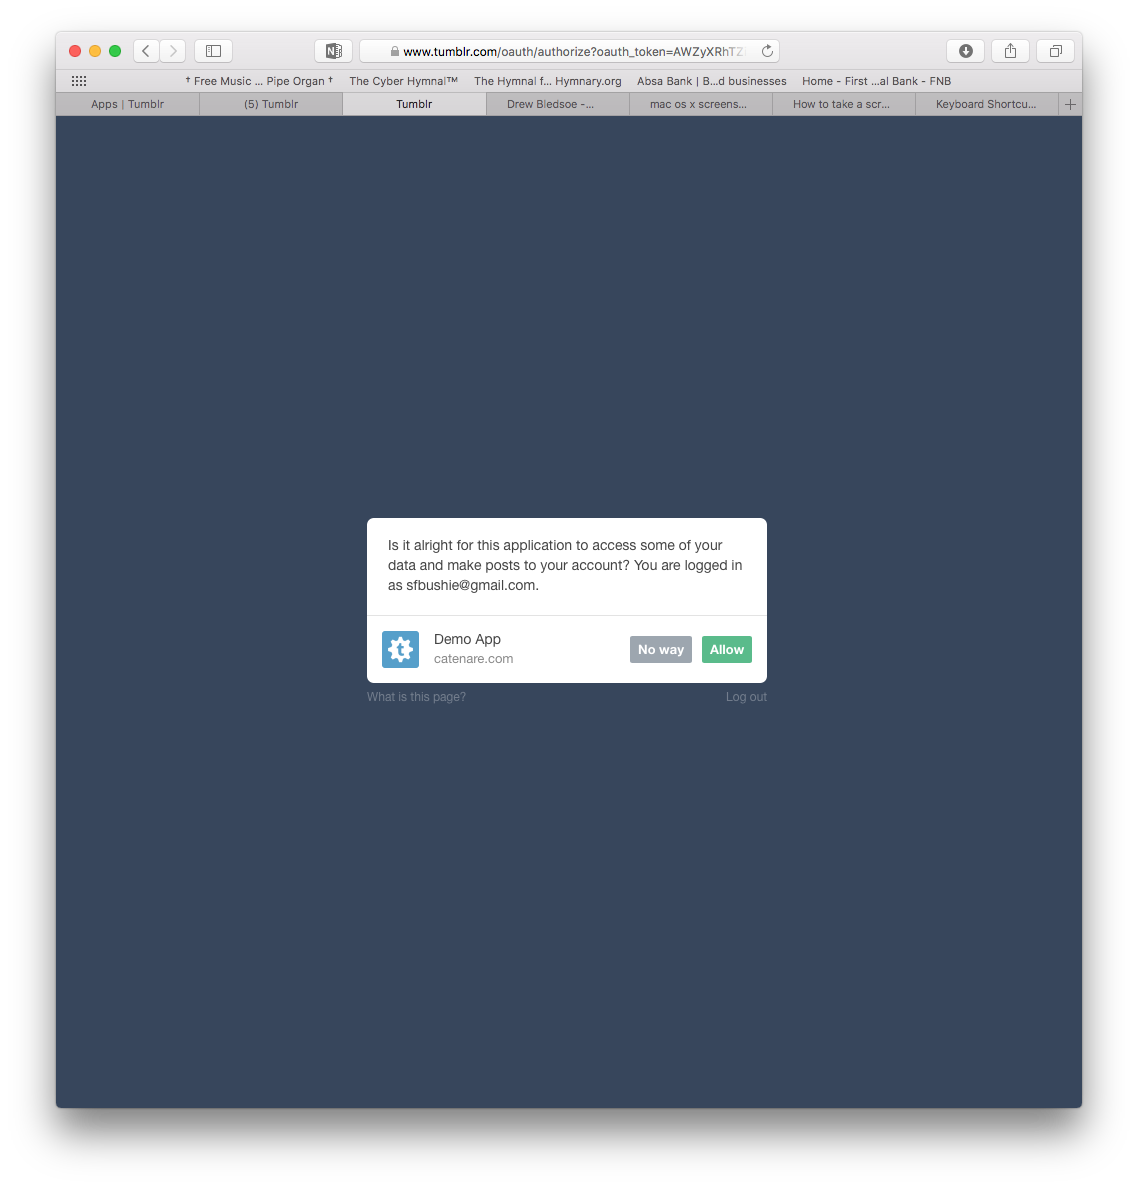 www.tumblr.com/oauth/authorize?oauth_token=AWZyXRhTZ
† Free Music ... Pipe Organ † The Cyber Hymnal™ The Hymnal f... Hymnary.org Absa Bank | B...d businesses Home - First ...al Bank - FNB
Apps | Tumblr (5) Tumblr Tumblr Drew Bledsoe -... mac os x screens... How to take a scr... Keyboard Shortcu...
Is it alright for this application to access some of your
data and make posts to your account? You are logged in
as sfbushie@gmail.com.
Demo App
catenare.com
No way Allow
What is this page? Log out